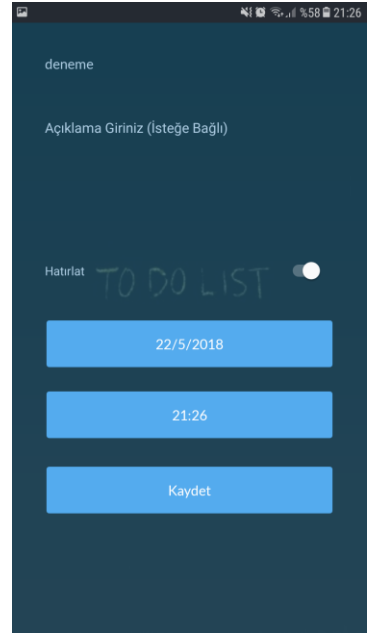 %58 21:26
deneme
Açıklama Giriniz (İsteğe Bağlı)
Hatırlat
TO DO LIST
22/5/2018
21:26
Kaydet